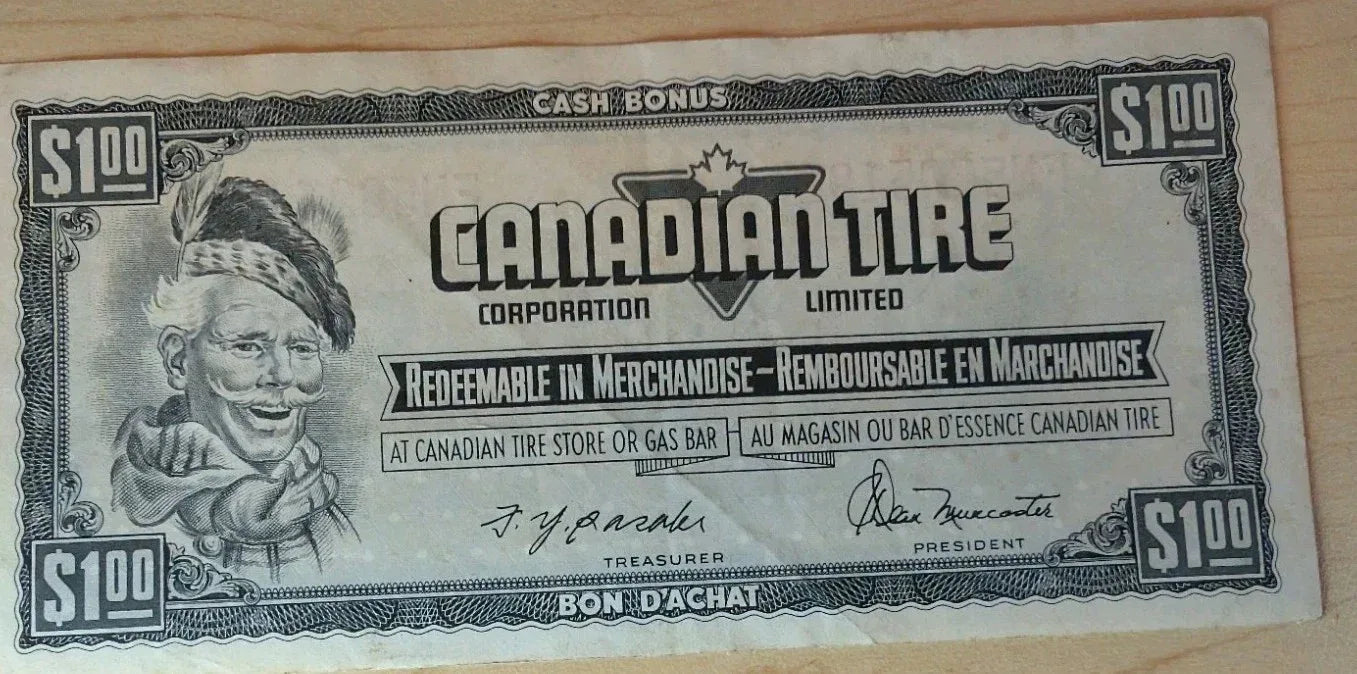 CASH BONUS
$1.00 $1.00
CANADIAN TIRE
CORPORATION LIMITED
REDEEMABLE IN MERCHANDISE-REMBOURSABLE EN MARCHANDISE
AT CANADIAN TIRE STORE OR GAS BAR AU MAGASIN OU BAR D'ESSENCE CANADIAN TIRE
Dean Muncaster
TREASURER PRESIDENT
$1.00 $1.00
BON D'ACHAT